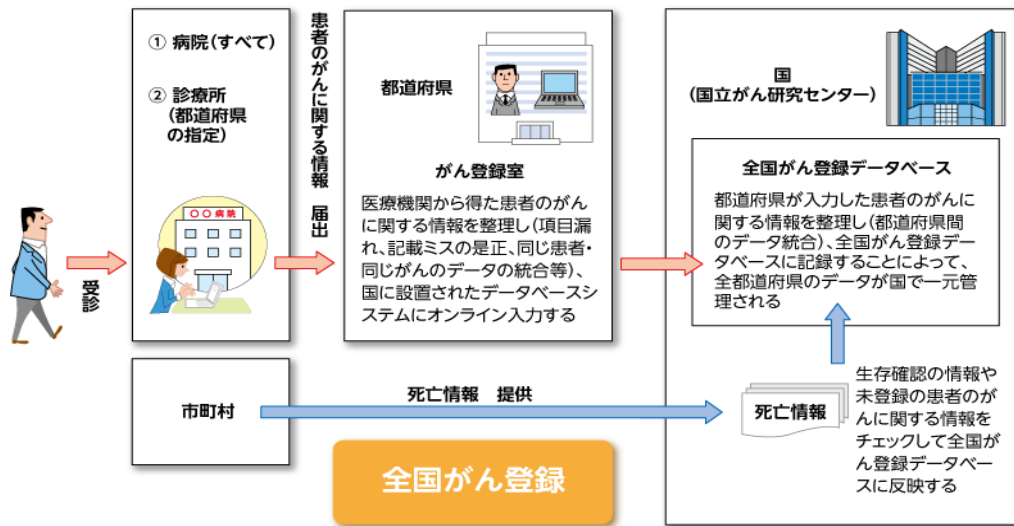 受診
① 病院(すべて)
② 診療所
(都道府県
の指定)
〇〇病院
患者のがんに関する情報 届出
都道府県
がん登録室
医療機関から得た患者のがん
に関する情報を整理し(項目漏
れ、記載ミスの是正、同じ患者・
同じがんのデータの統合等)、
国に設置されたデータベースシ
ステムにオンライン入力する
国
(国立がん研究センター)
全国がん登録データベース
都道府県が入力した患者のがんに
関する情報を整理し(都道府県間
のデータ統合)、全国がん登録デー
タベースに記録することによって、
全都道府県のデータが国で一元管
理される
市町村
死亡情報 提供
死亡情報
生存確認の情報や
未登録の患者のが
んに関する情報を
チェックして全国が
ん登録データベー
スに反映する
全国がん登録